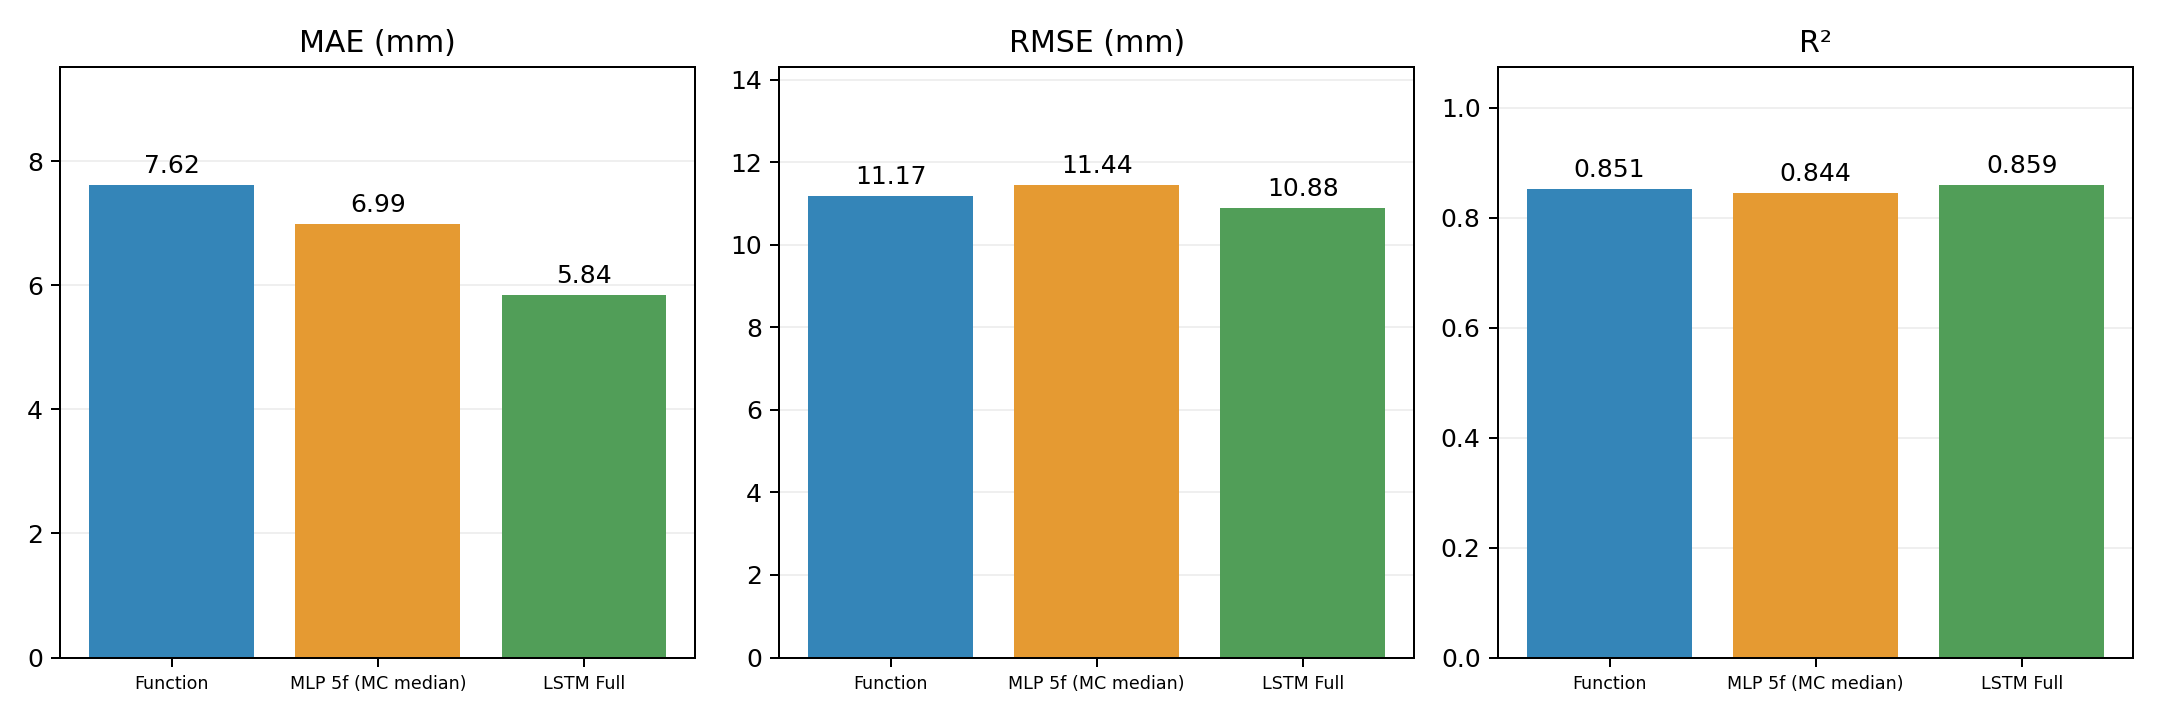 MAE (mm)
8
6
4
2
0
7.62
6.99
5.84
Function
MLP 5f (MC median)
LSTM Full
RMSE (mm)
14
12
10
8
6
4
2
0
11.17
11.44
10.88
Function
MLP 5f (MC median)
LSTM Full
R²
1.0
0.8
0.6
0.4
0.2
0.0
0.851
0.844
0.859
Function
MLP 5f (MC median)
LSTM Full